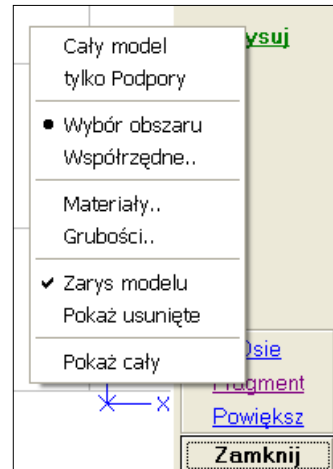 Cały model
tylko Podpory
Wybór obszaru
Współrzędne..
Materiały..
Grubości..
Zarys modelu
Pokaż usunięte
Pokaż cały
ysuj
Osie
Fragment
Powiększ
X
Zamknij